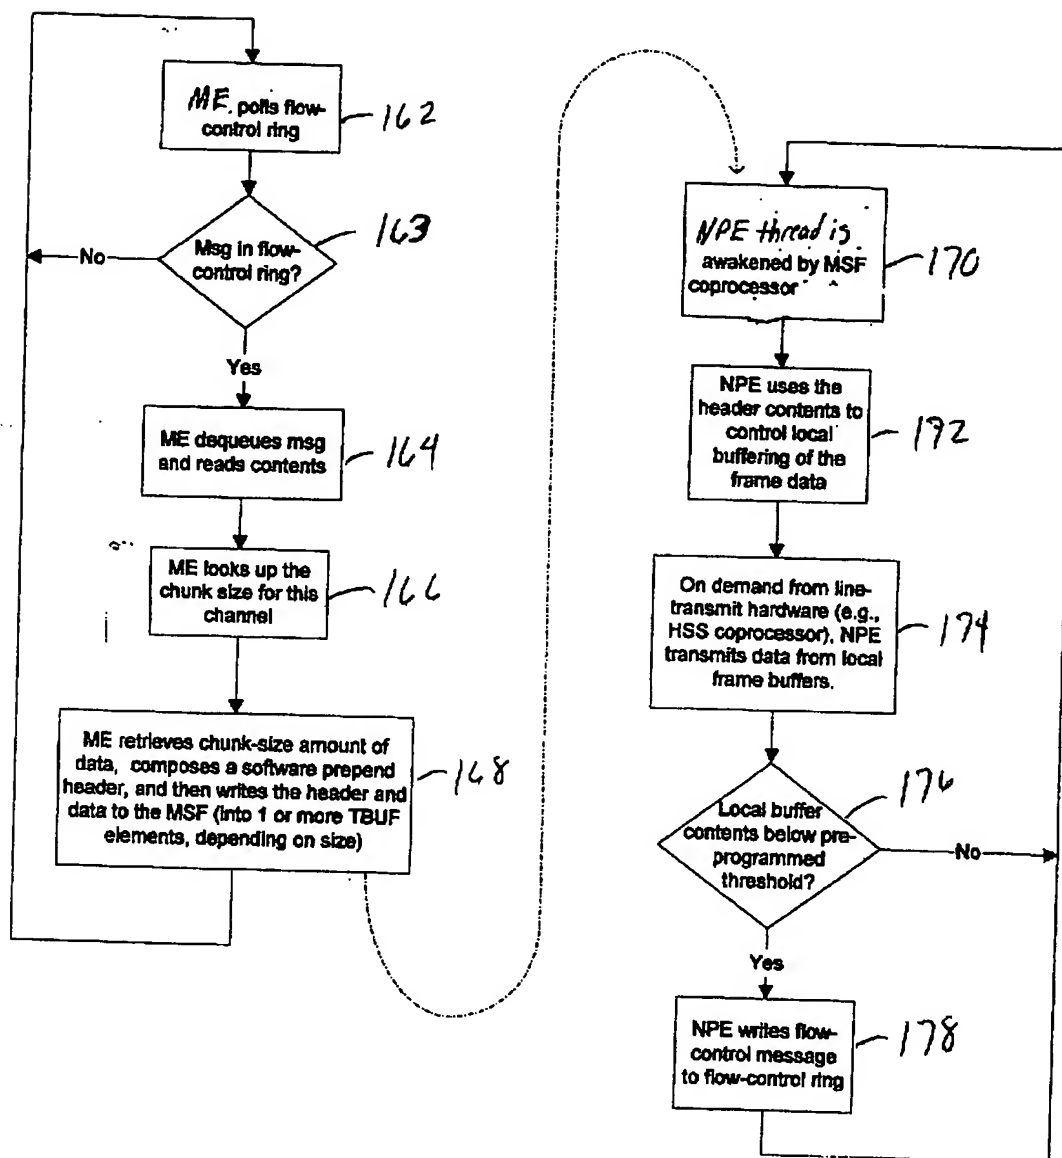 ME. polls flow-
control ring
162
Msg in flow-
control ring?
163
No
Yes
ME dequeues msg
and reads contents
164
ME looks up the
chunk size for this
channel
166
ME retrieves chunk-size amount of
data, composes a software prepend
header, and then writes the header and
data to the MSF (into 1 or more TBUF
elements, depending on size)
168
NPE thread is
awakened by MSF
coprocessor
170
NPE uses the
header contents to
control local
buffering of the
frame data
172
On demand from line-
transmit hardware (e.g.,
HSS coprocessor), NPE
transmits data from local
frame buffers.
174
Local buffer
contents below pre-
programmed
threshold?
176
No
Yes
NPE writes flow-
control message
to flow-control ring
178